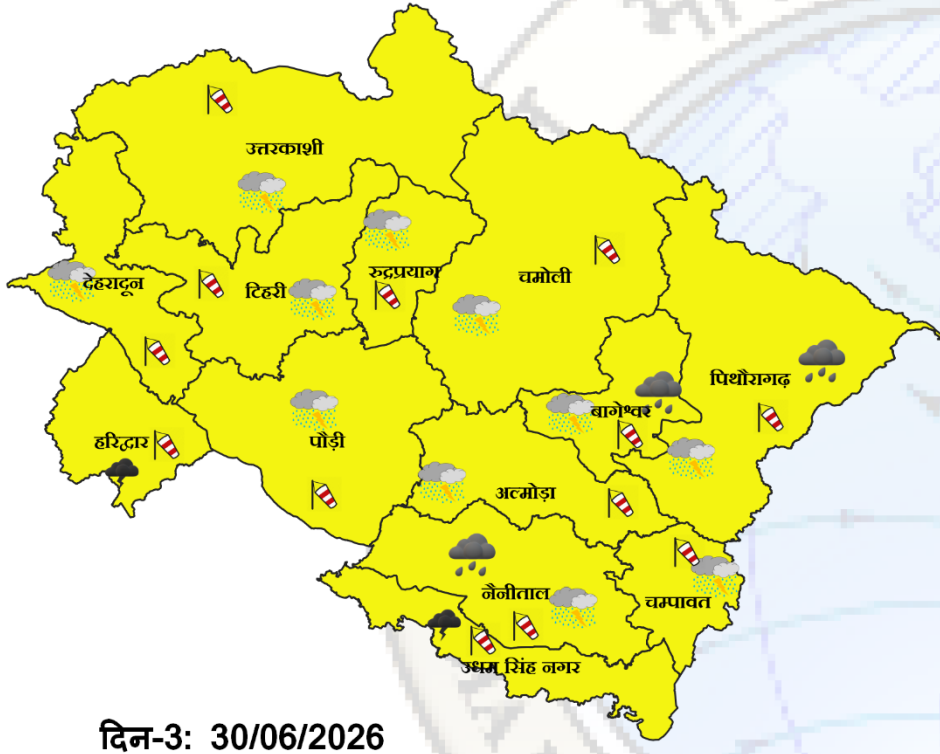 उत्तरकाशी
रुद्रप्रयाग
चमोली
देहरादून
टिहरी
पिथौरागढ़
बागेश्वर
हरिद्वार
पौड़ी
अल्मोड़ा
नैनीताल
चम्पावत
उधम सिंह नगर
दिन-3: 30/06/2026